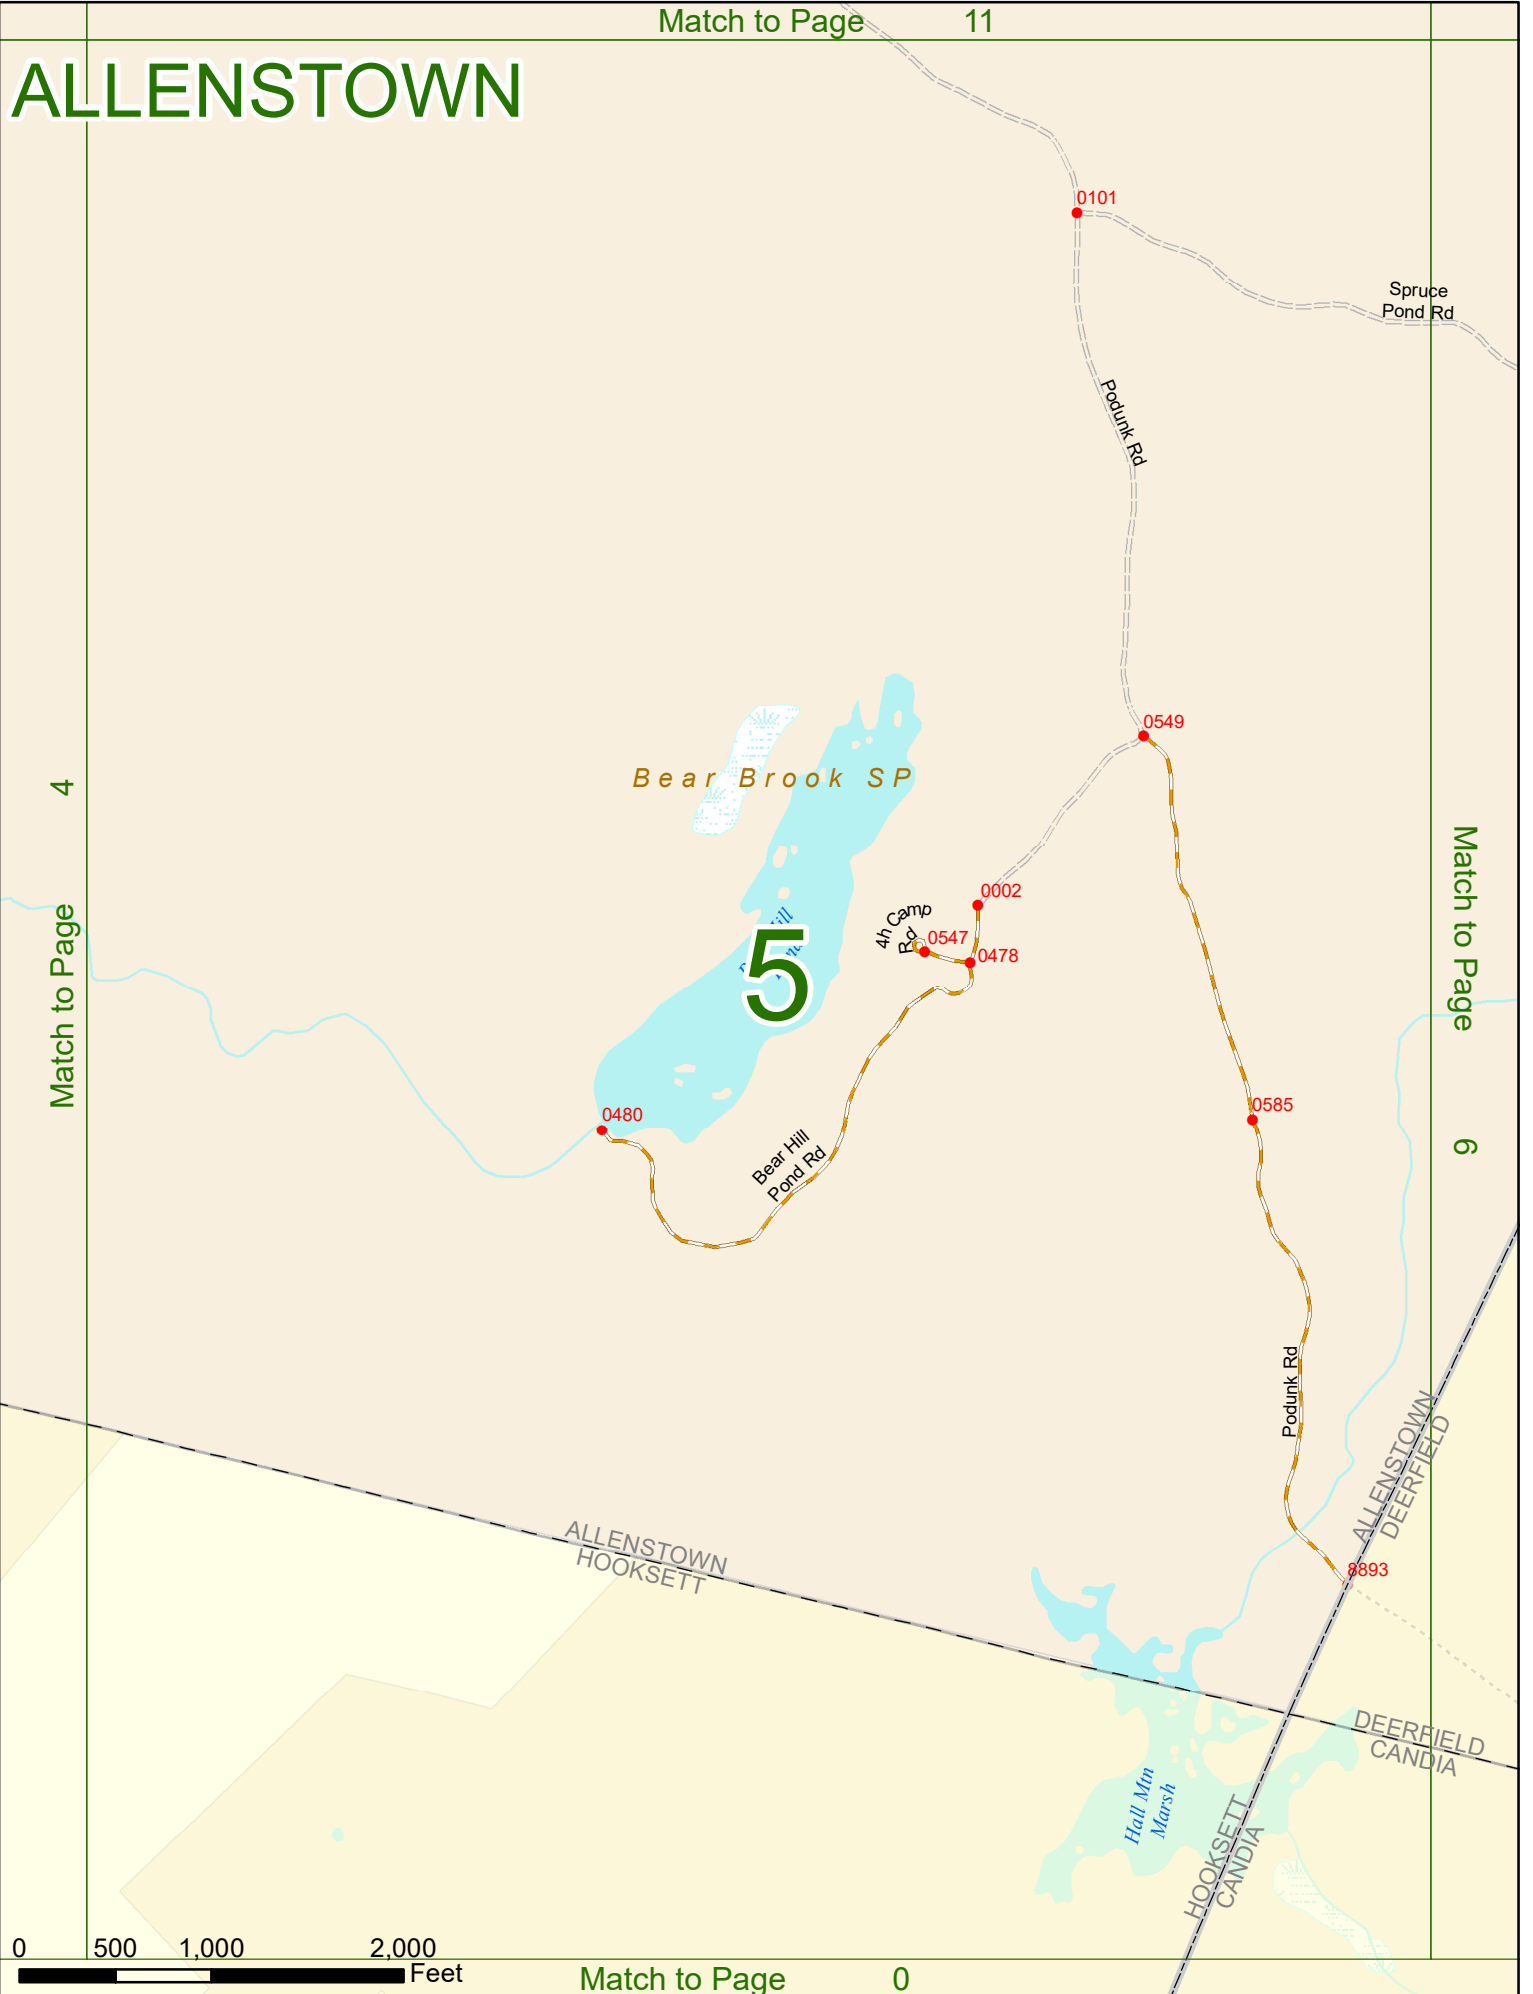 Match to Page 11
ALLENSTOWN
0101
Spruce
Pond Rd
Podunk Rd
0549
Bear Brook SP
4
Match to Page
Match to Page
6
0002
4h Camp
Rd
0547
0478
5
0480
0585
Bear Hill
Pond Rd
Podunk Rd
ALLENSTOWN
DEERFIELD
ALLENSTOWN
HOOKSETT
8893
DEERFIELD
CANDIA
Hall Mtn
Marsh
HOOKSETT
CANDIA
0 500 1,000 2,000
Feet
Match to Page 0